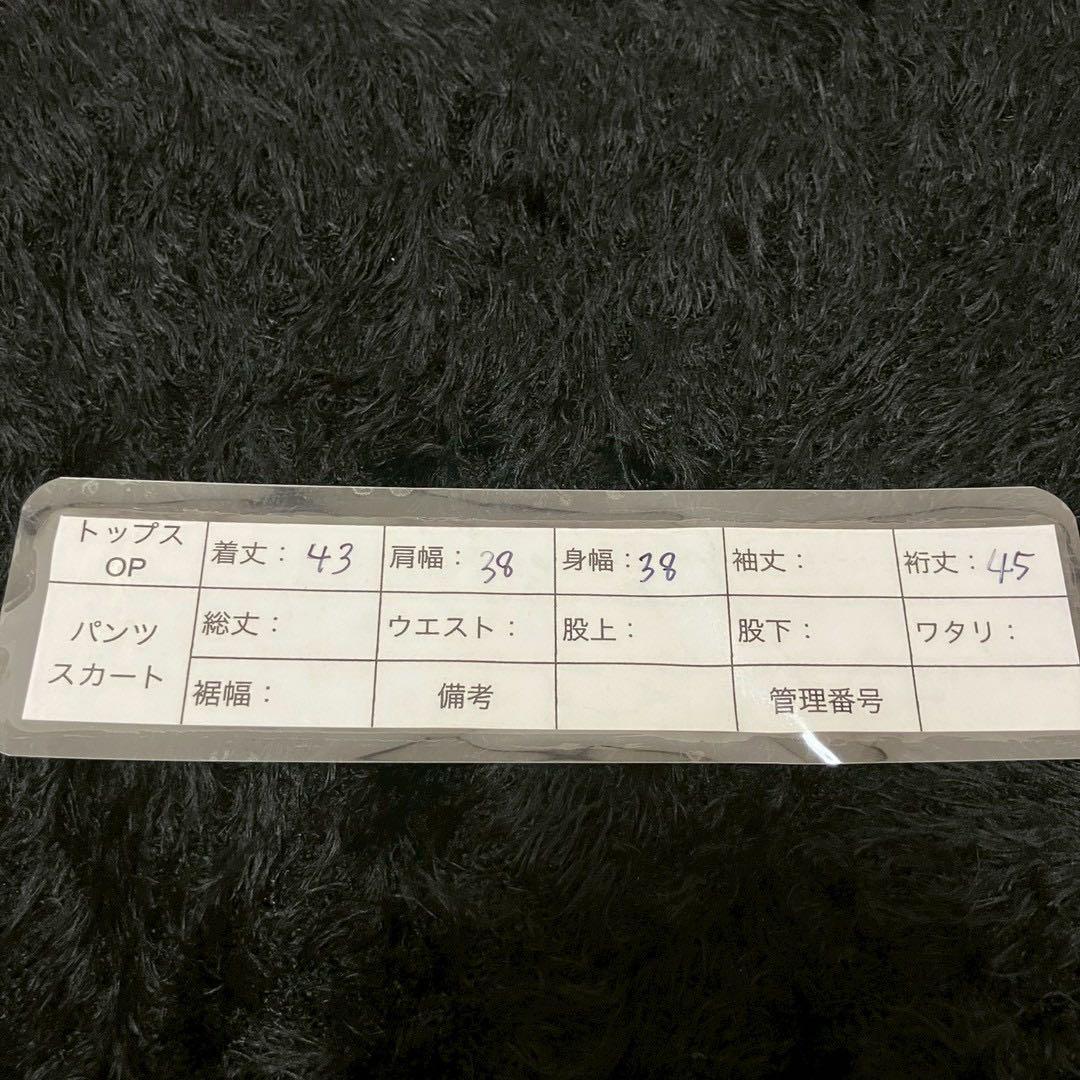 トップス
OP
着丈： 43
肩幅： 38
身幅： 38
袖丈：
裄丈： 45
パンツ
スカート
総丈：
ウエスト：
股上：
股下：
ワタリ：
裾幅：
備考
管理番号